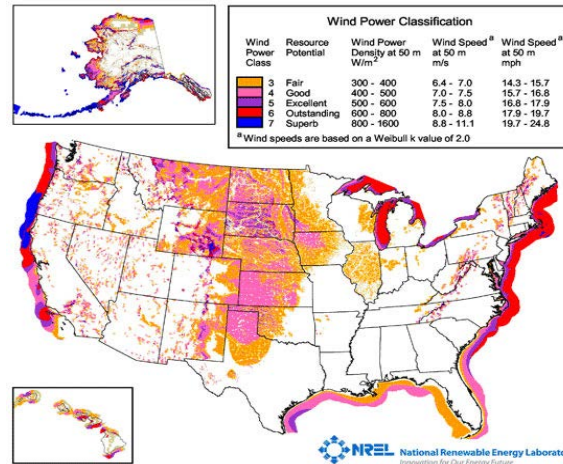 Wind Power Classification
Wind Power Class Resource Potential Wind Power Density at 50 m W/m² Wind Speed a at 50 m m/s Wind Speed a at 50 m mph
3 Fair 300 - 400 6.4 - 7.0 14.3 - 15.7
4 Good 400 - 500 7.0 - 7.5 15.7 - 16.8
5 Excellent 500 - 600 7.5 - 8.0 16.8 - 17.9
6 Outstanding 600 - 800 8.0 - 8.8 17.9 - 19.7
7 Superb 800 - 1600 8.8 - 11.1 19.7 - 24.8
a Wind speeds are based on a Weibull k value of 2.0
NREL National Renewable Energy Laborato
Innovation for Our Energy Future